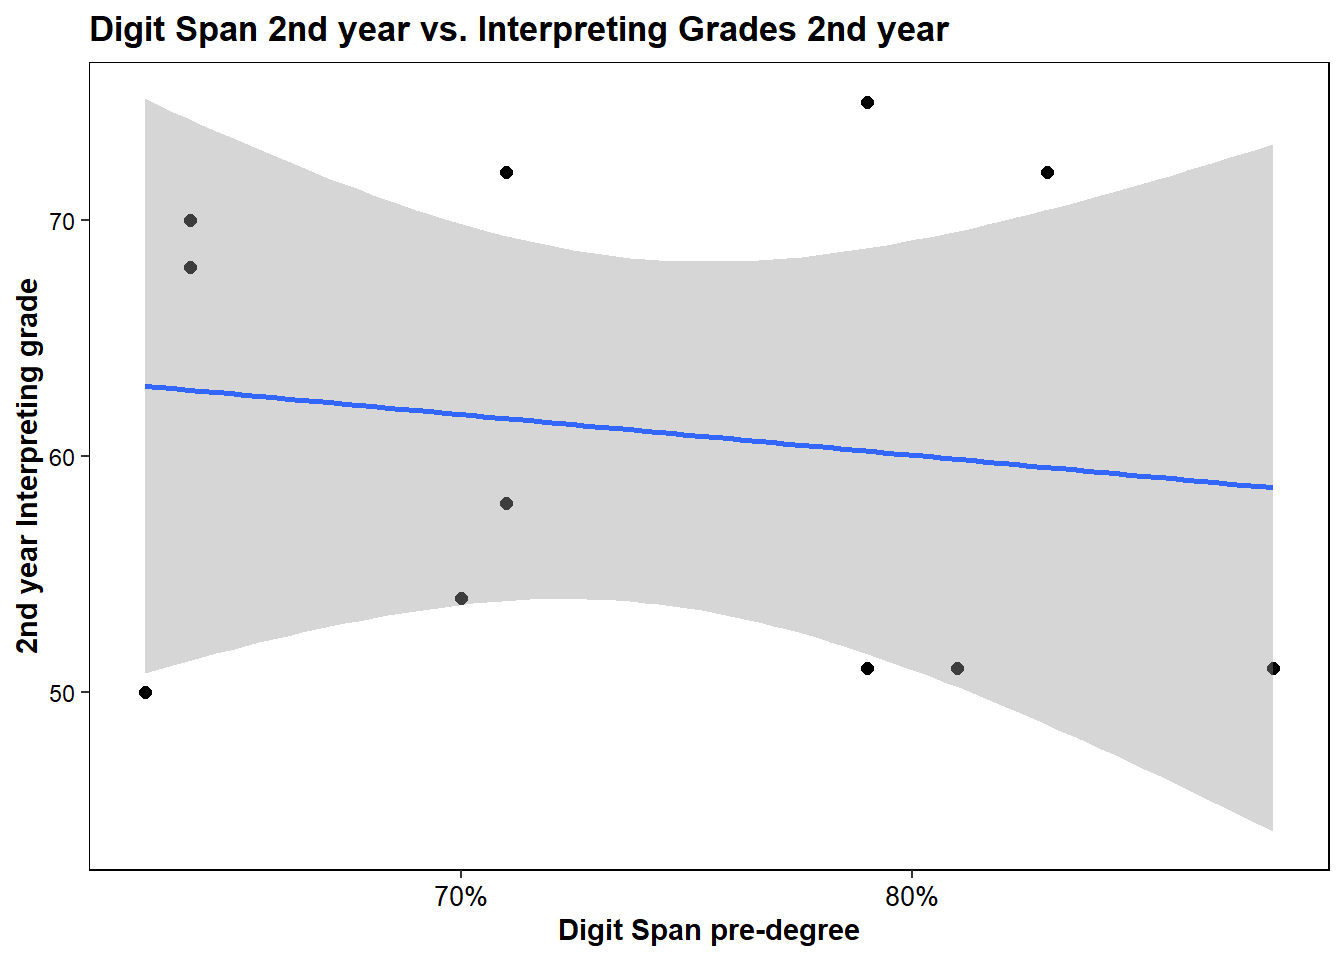 Digit Span 2nd year vs. Interpreting Grades 2nd year
2nd year Interpreting grade
70
60
50
70%
80%
Digit Span pre-degree